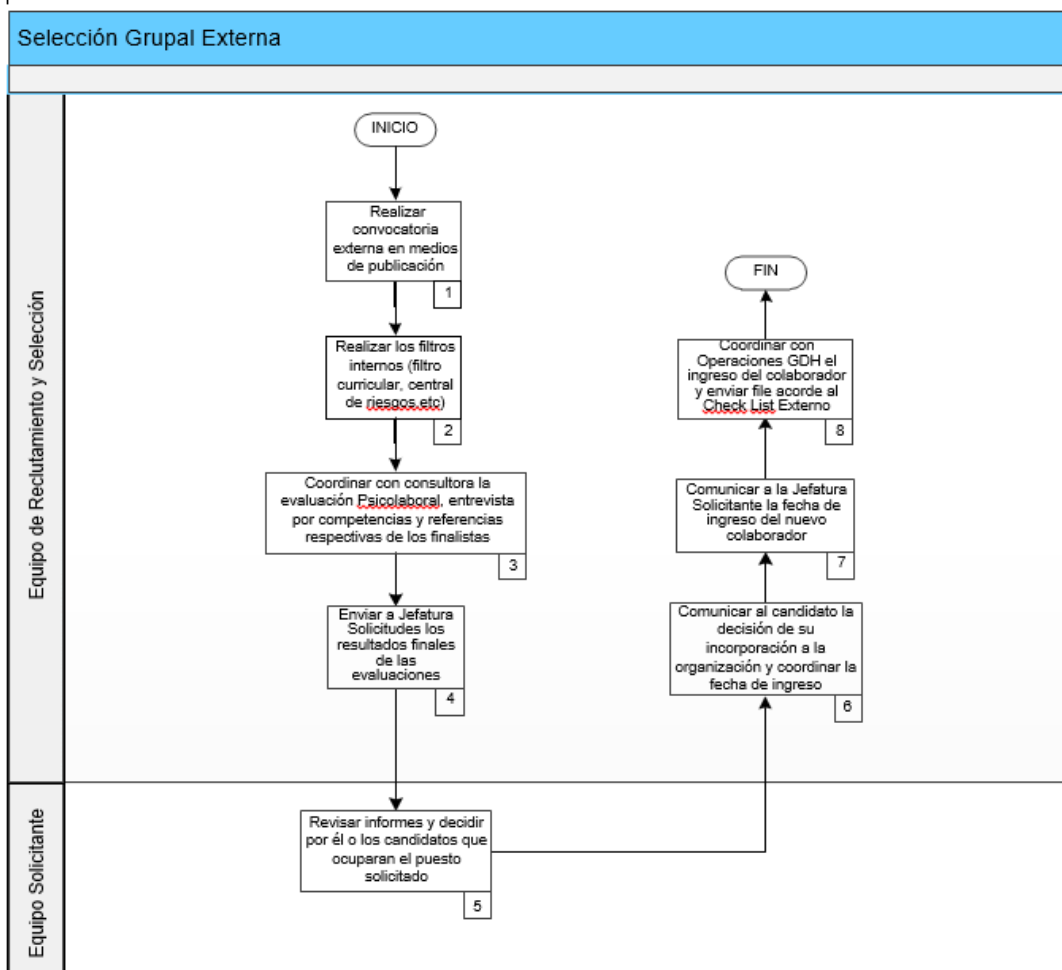 Selección Grupal Externa
Equipo de Reclutamiento y Selección
INICIO
Realizar
convocatoria
externa en medios
de publicación
1
Realizar los filtros
internos (filtro
curricular, central
de riesgos,etc)
2
Coordinar con consultora la
evaluación Psicolaboral, entrevista
por competencias y referencias
respectivas de los finalistas
3
Enviar a Jefatura
Solicitudes los
resultados finales
de las
evaluaciones
4
Equipo Solicitante
Revisar informes y decidir
por él o los candidatos que
ocuparan el puesto
solicitado
5
Comunicar al candidato la
decisión de su
incorporación a la
organización y coordinar la
fecha de ingreso
6
Comunicar a la Jefatura
Solicitante la fecha de
ingreso del nuevo
colaborador
7
Coordinar con
Operaciones GDH el
ingreso del colaborador
y enviar file acorde al
Check List Externo
8
FIN